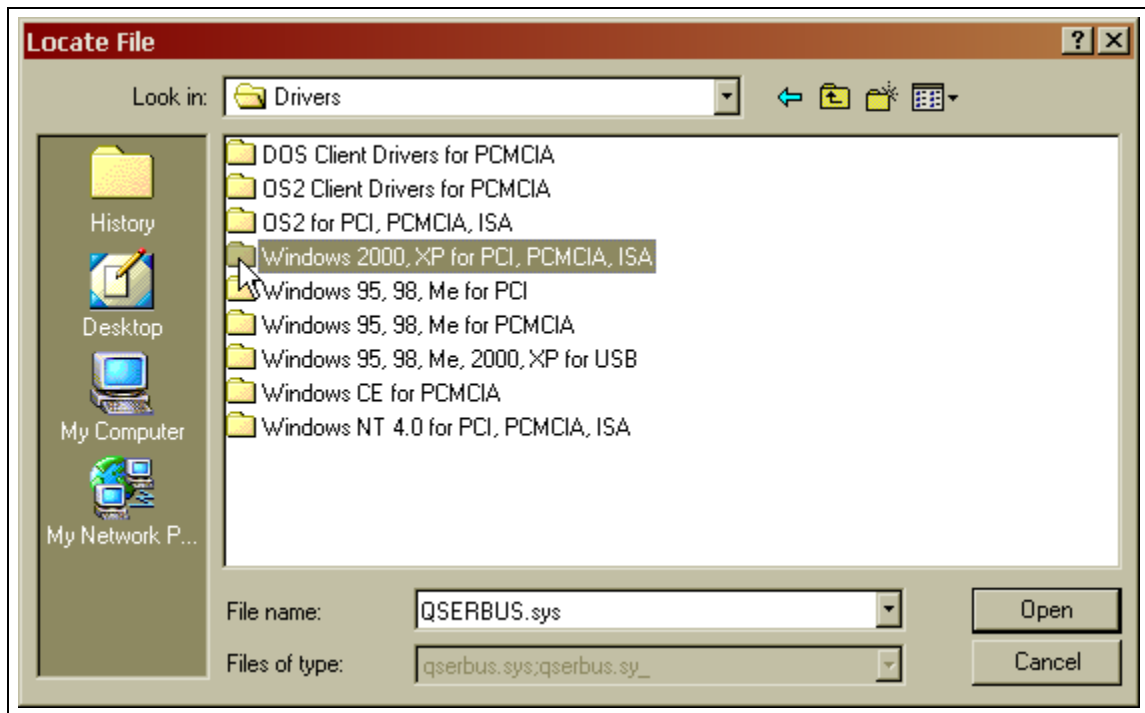 Locate File
Look in: Drivers
DOS Client Drivers for PCMCIA
OS2 Client Drivers for PCMCIA
OS2 for PCI, PCMCIA, ISA
Windows 2000, XP for PCI, PCMCIA, ISA
Windows 95, 98, Me for PCI
Windows 95, 98, Me for PCMCIA
Windows 95, 98, Me, 2000, XP for USB
Windows CE for PCMCIA
Windows NT 4.0 for PCI, PCMCIA, ISA
History
Desktop
My Computer
My Network P...
File name: QSERBUS.sys Open
Files of type: qserbus.sys;qserbus.sy_ Cancel